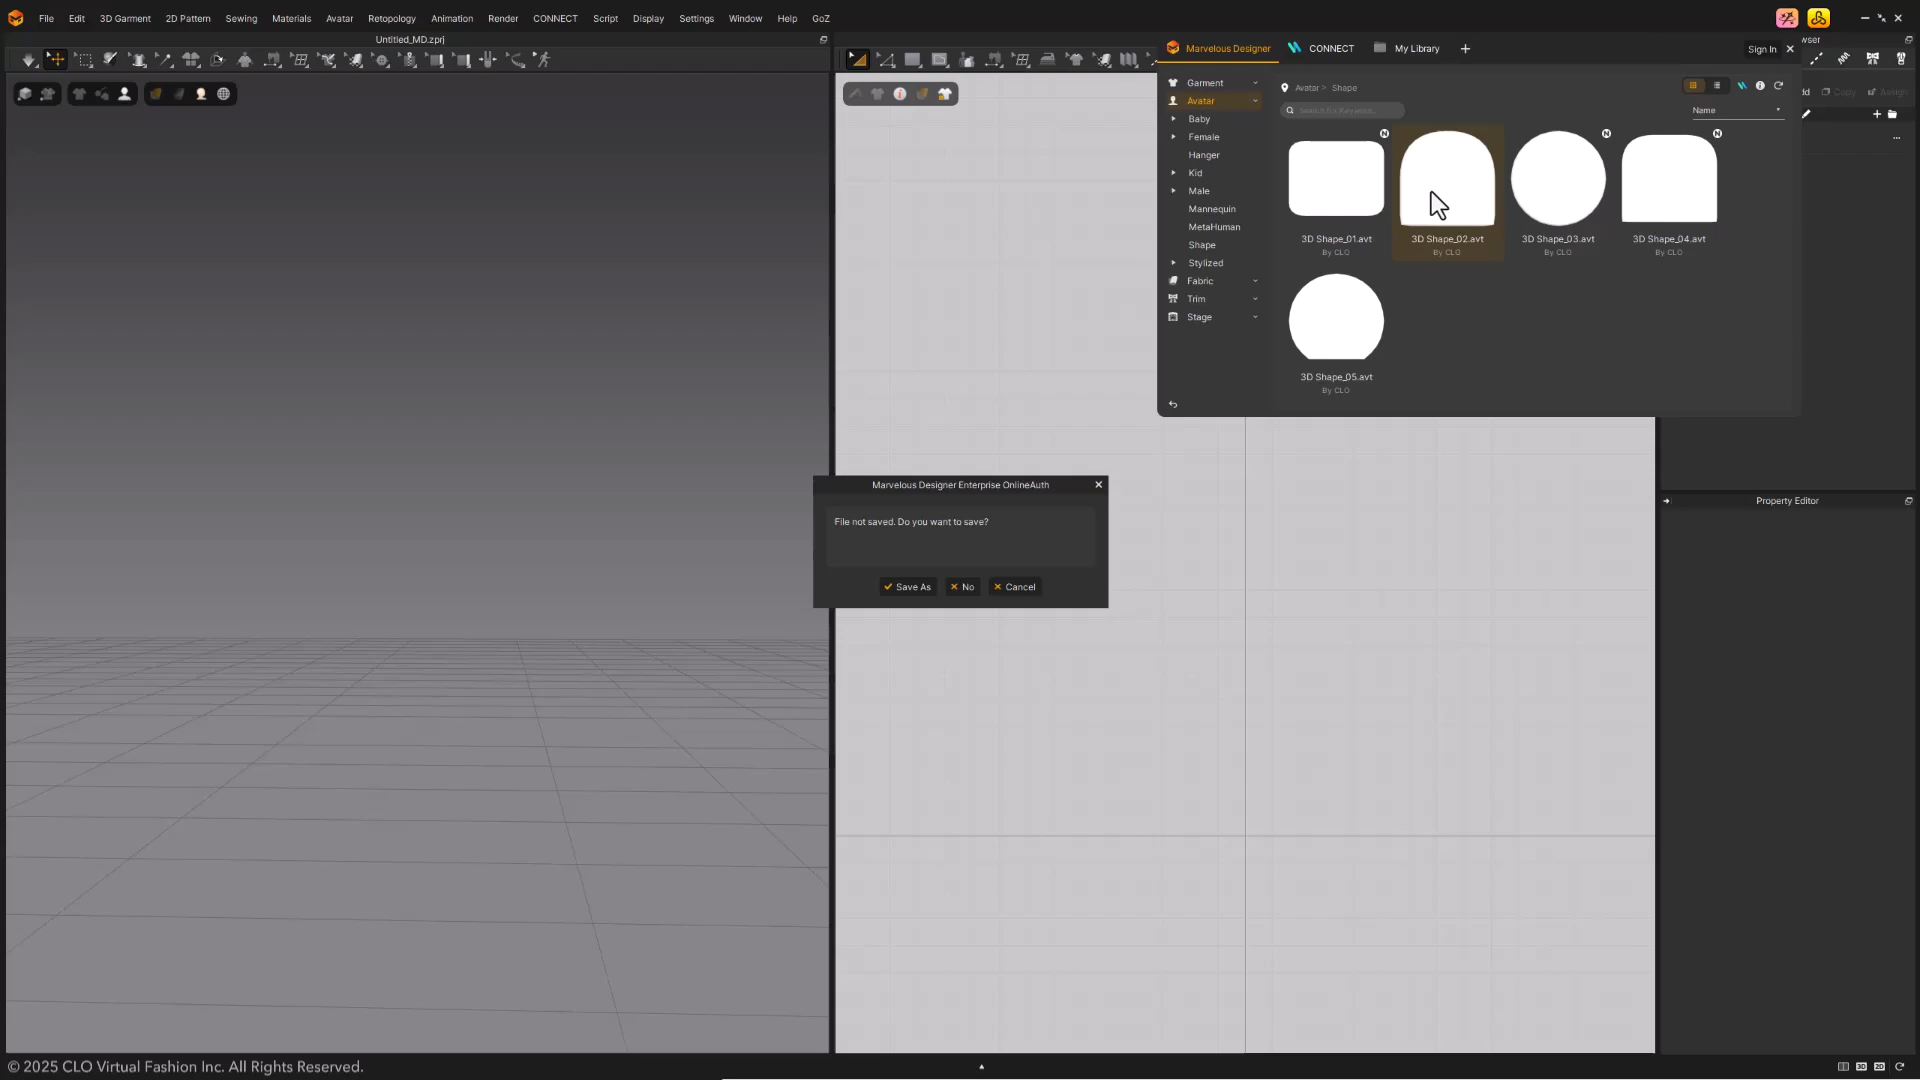 File Edit 3D Garment 2D Pattern Sewing Materials Avatar Retopology Animation Render CONNECT Script Display Settings Window Help GoZ
Untitled_MD.zprj
Marvelous Designer CONNECT My Library Sign In
wser
Garment
Avatar
Baby
Female
Hanger
Kid
Male
Mannequin
MetaHuman
Shape
Stylized
Fabric
Trim
Stage
Avatar > Shape
Name
dd Copy Assign
3D Shape_01.avt
By CLO
3D Shape_02.avt
By CLO
3D Shape_03.avt
By CLO
3D Shape_04.avt
By CLO
3D Shape_05.avt
By CLO
Marvelous Designer Enterprise OnlineAuth
File not saved. Do you want to save?
Save As No Cancel
Property Editor
© 2025 CLO Virtual Fashion Inc. All Rights Reserved.